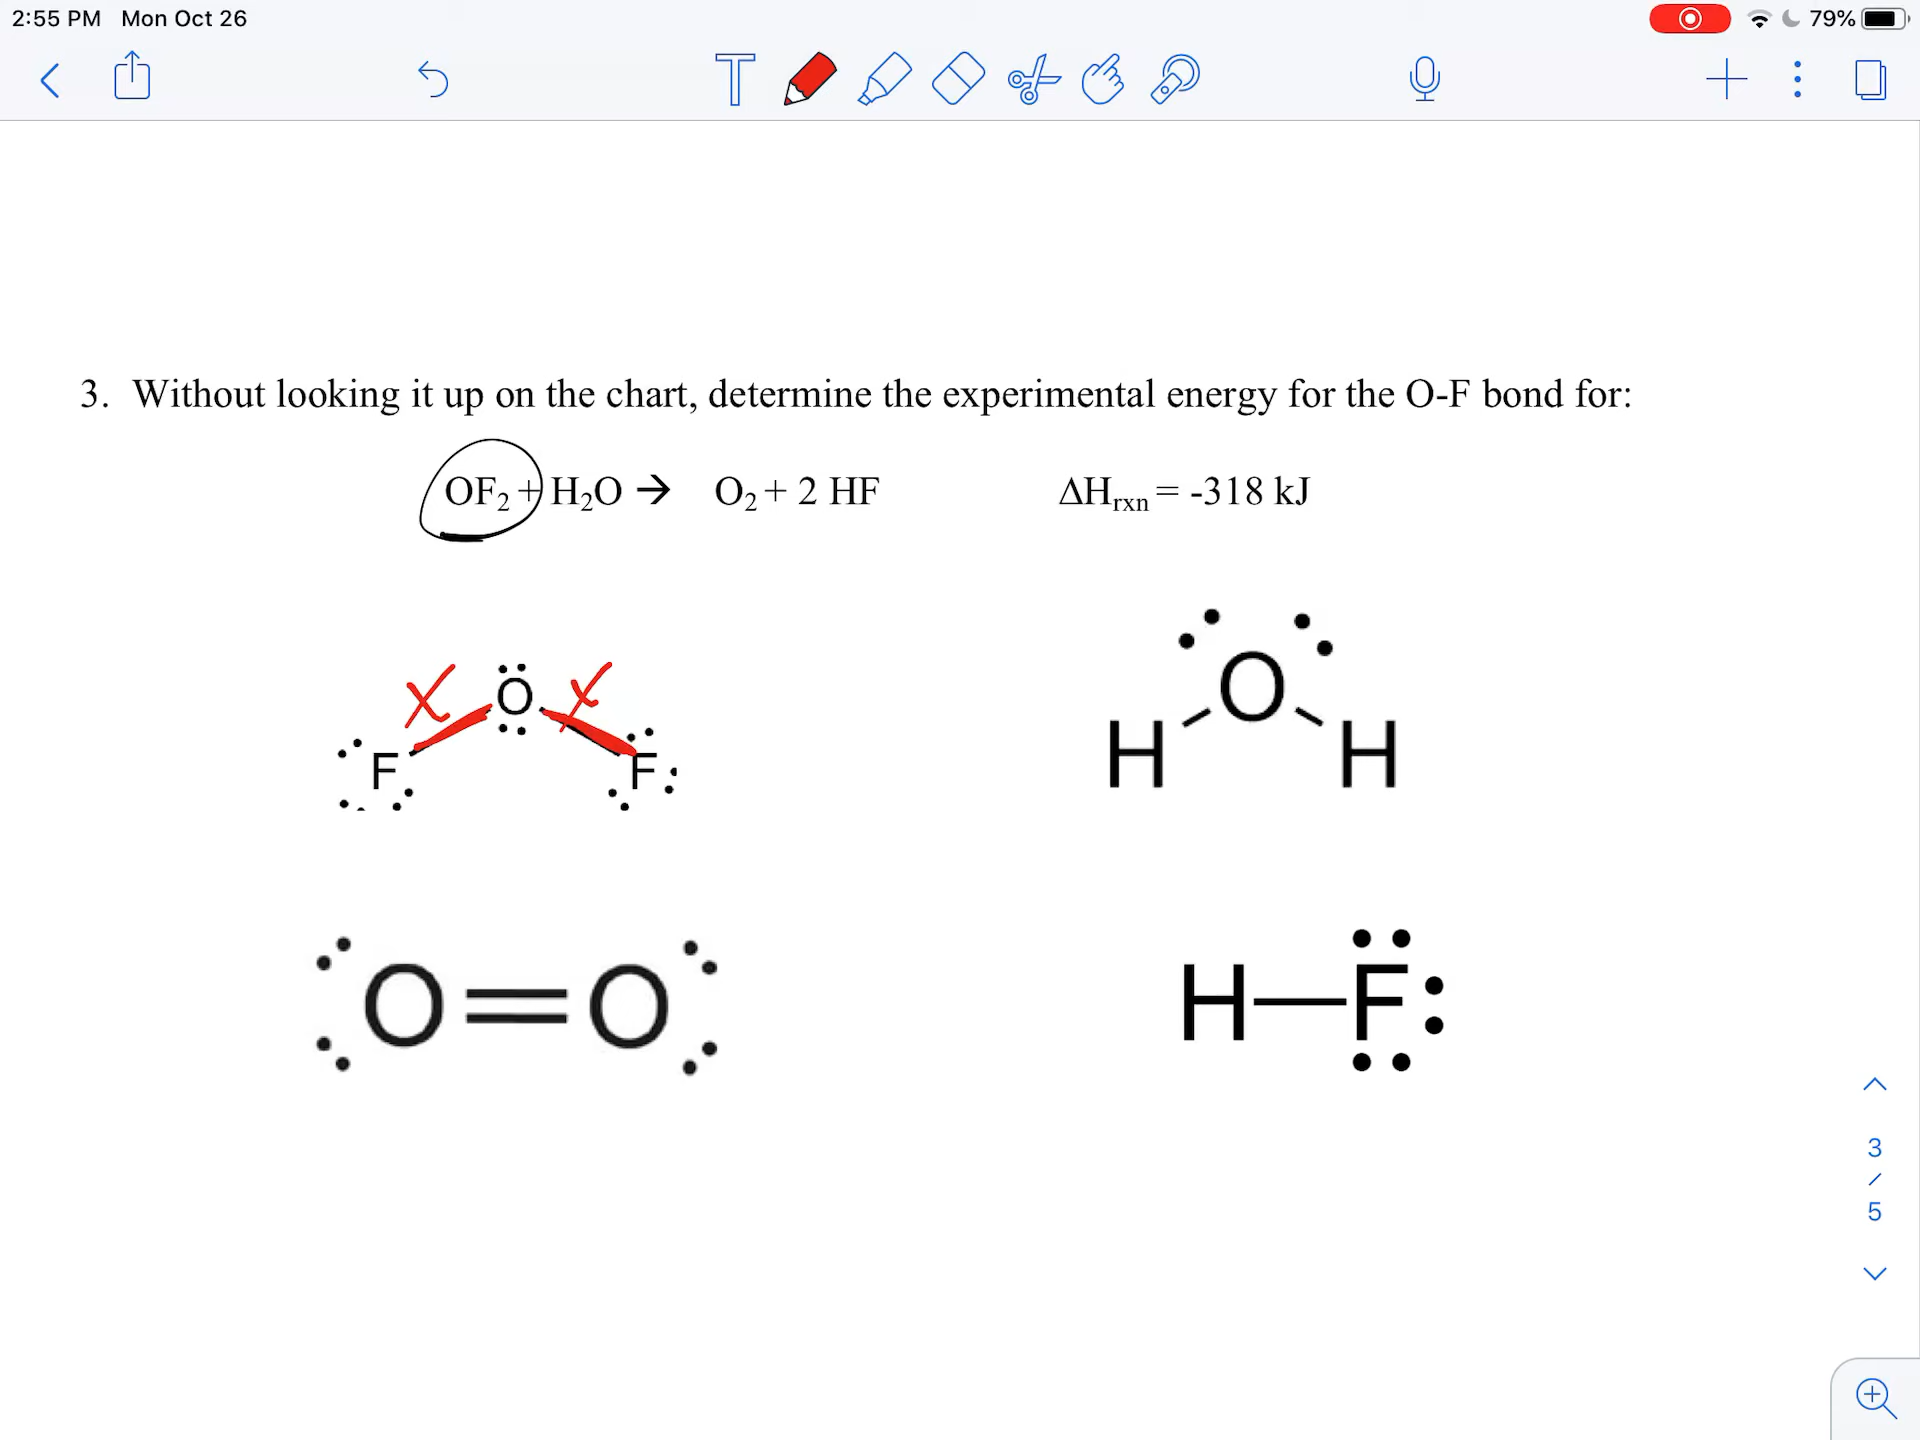 2:55 PM Mon Oct 26 79%
T
3. Without looking it up on the chart, determine the experimental energy for the O-F bond for:
OF₂ + H₂O → O₂ + 2 HF ΔHrxn = -318 kJ
X O X
F F
O
H H
O=O
H—F
3
/
5